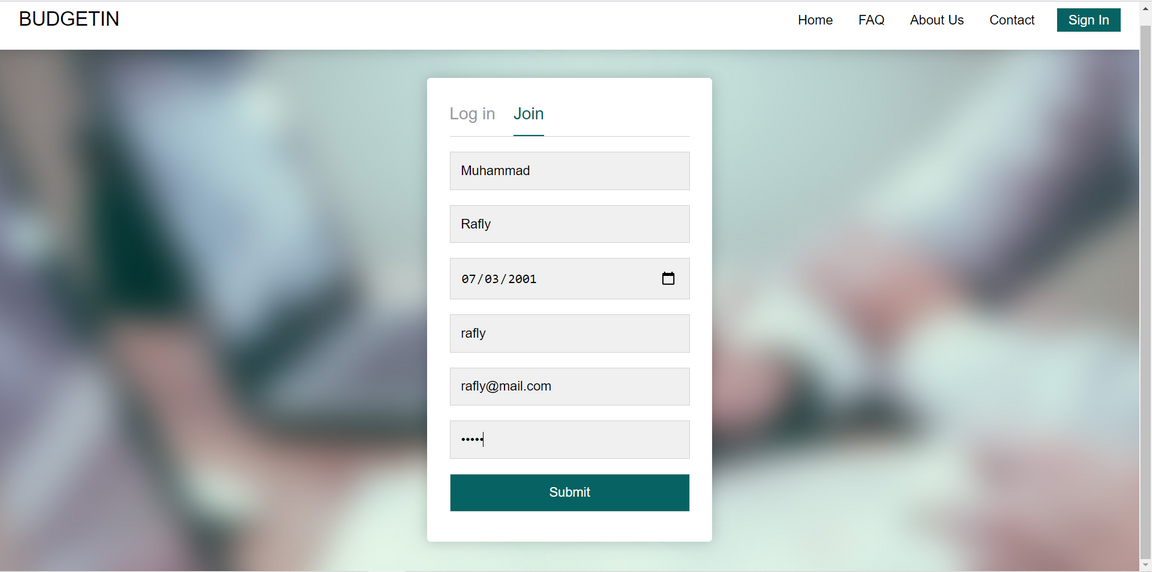 BUDGETIN
Home FAQ About Us Contact Sign In
Log in Join
Muhammad
Rafly
07/03/2001
rafly
rafly@mail.com
•••••
Submit